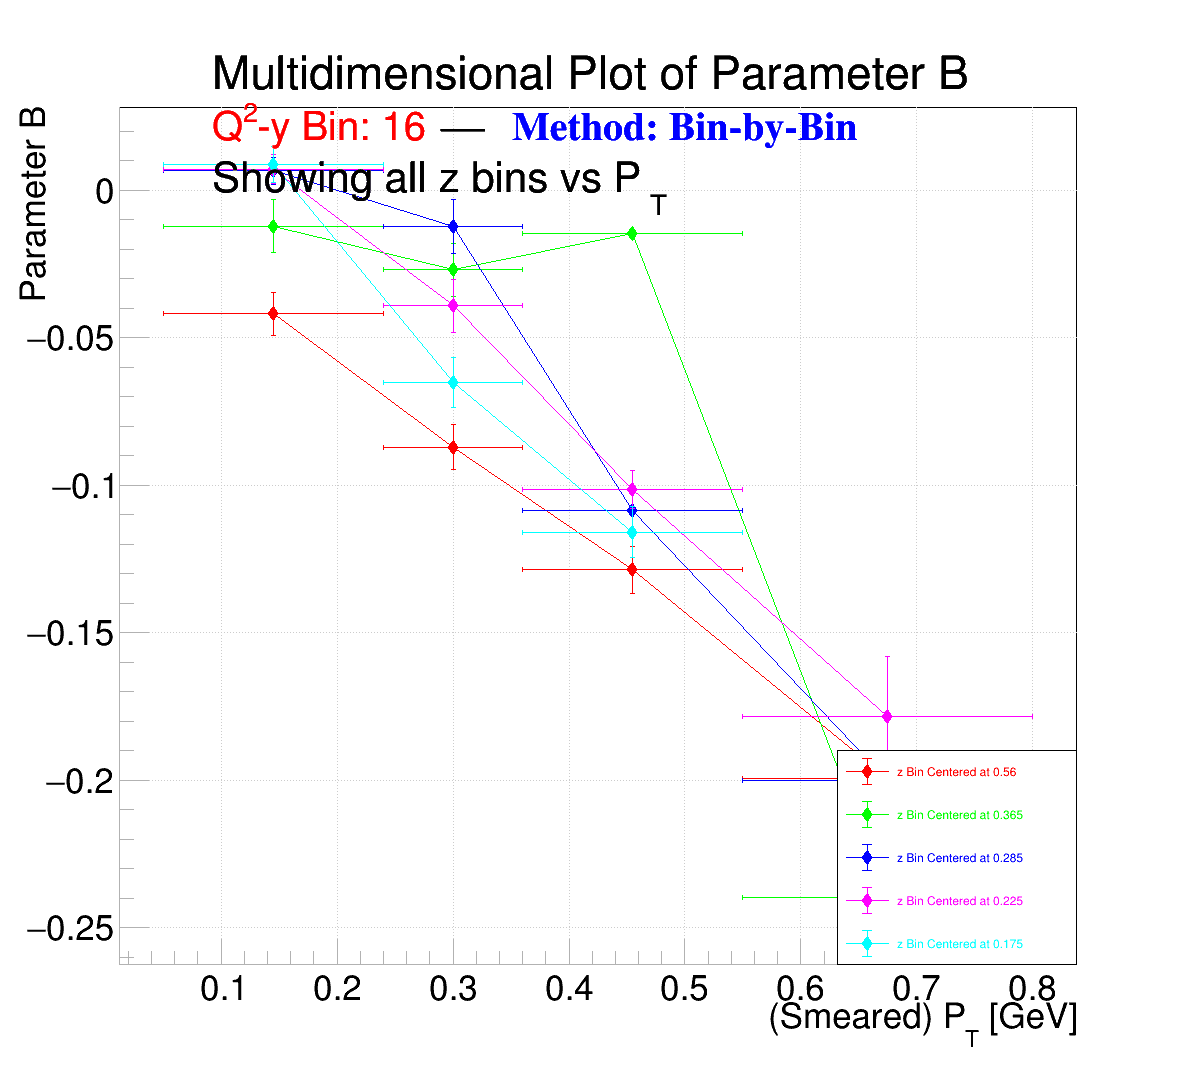 Multidimensional Plot of Parameter B
Q²-y Bin: 16 — Method: Bin-by-Bin
Showing all z bins vs P_T
Parameter B
0
−0.05
−0.1
−0.15
−0.2
−0.25
z Bin Centered at 0.56
z Bin Centered at 0.365
z Bin Centered at 0.285
z Bin Centered at 0.225
z Bin Centered at 0.175
0.1 0.2 0.3 0.4 0.5 0.6 0.7 0.8
(Smeared) P_T [GeV]